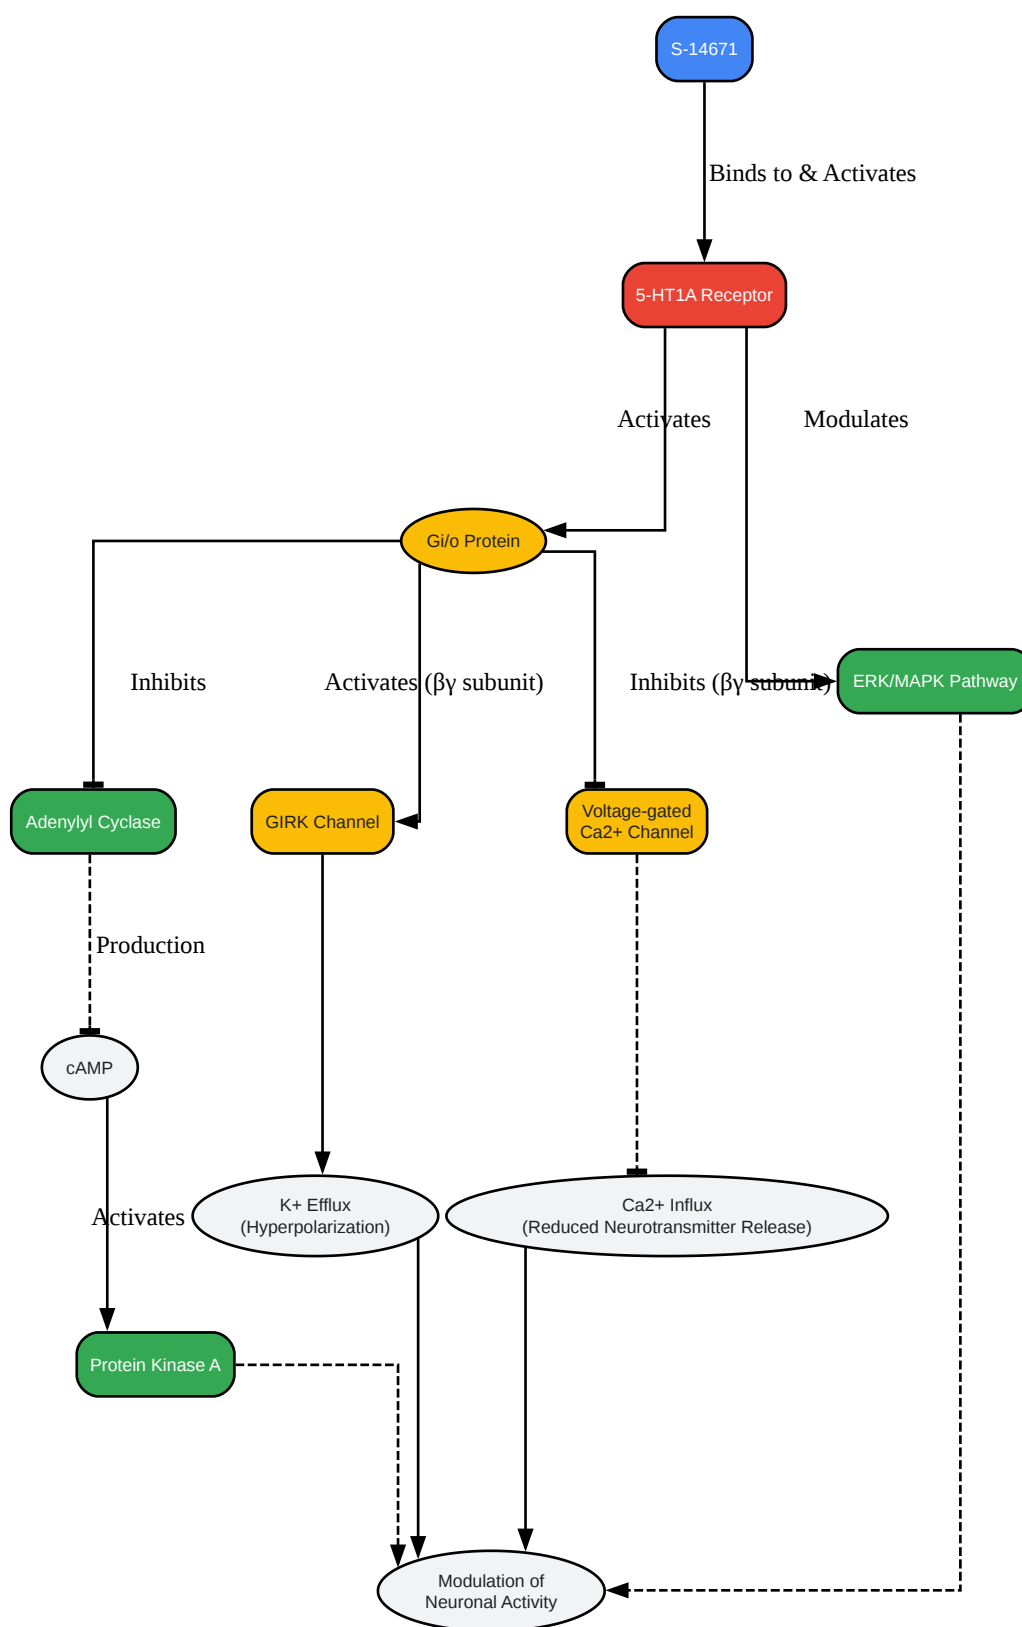 S-14671
Binds to & Activates
5-HT1A Receptor
Activates
Modulates
Gi/o Protein
Inhibits
Activates (βγ subunit)
Inhibits (βγ subunit)
ERK/MAPK Pathway
Adenylyl Cyclase
GIRK Channel
Voltage-gated
Ca2+ Channel
Production
cAMP
Activates
K+ Efflux
(Hyperpolarization)
Ca2+ Influx
(Reduced Neurotransmitter Release)
Protein Kinase A
Modulation of
Neuronal Activity